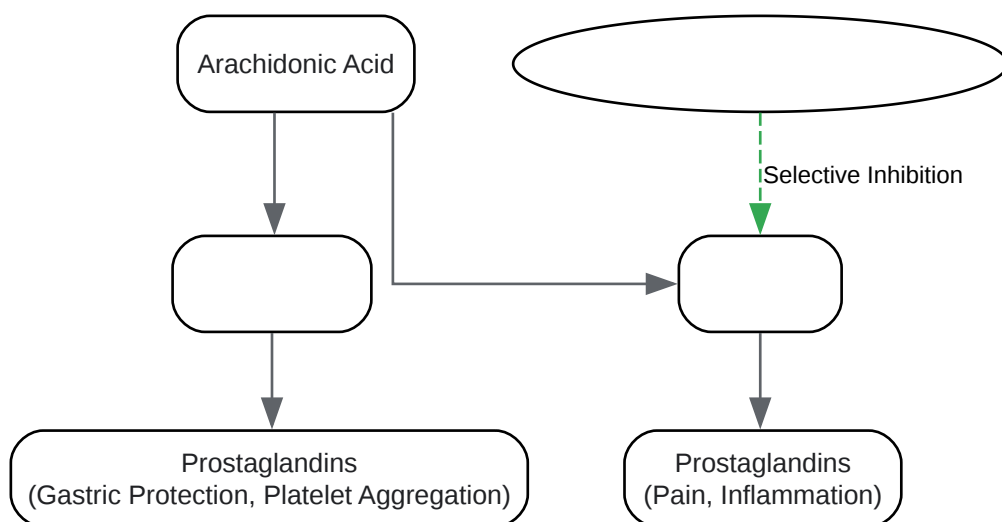 Arachidonic Acid
Selective Inhibition
Prostaglandins
(Gastric Protection, Platelet Aggregation)
Prostaglandins
(Pain, Inflammation)